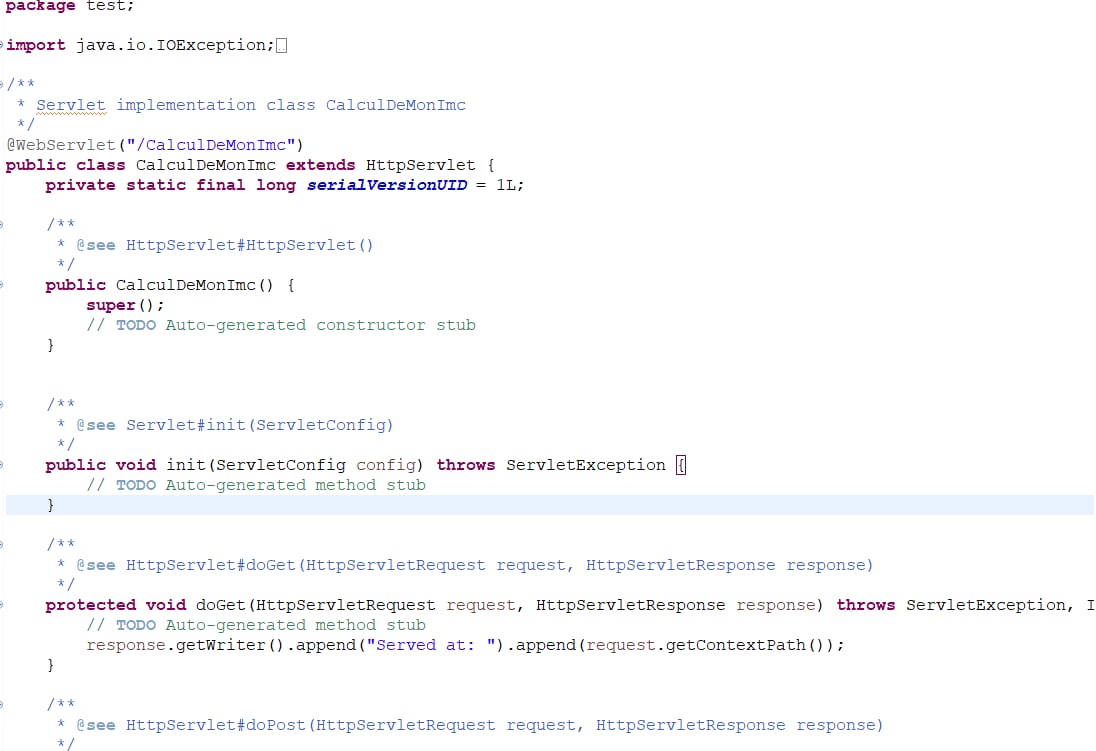 package test;
import java.io.IOException;
/**
 * Servlet implementation class CalculDeMonImc
 */
@WebServlet("/CalculDeMonImc")
public class CalculDeMonImc extends HttpServlet {
    private static final long serialVersionUID = 1L;
    /**
     * @see HttpServlet#HttpServlet()
     */
    public CalculDeMonImc() {
        super();
        // TODO Auto-generated constructor stub
    }
    /**
     * @see Servlet#init(ServletConfig)
     */
    public void init(ServletConfig config) throws ServletException {
        // TODO Auto-generated method stub
    }
    /**
     * @see HttpServlet#doGet(HttpServletRequest request, HttpServletResponse response)
     */
    protected void doGet(HttpServletRequest request, HttpServletResponse response) throws ServletException, I
        // TODO Auto-generated method stub
        response.getWriter().append("Served at: ").append(request.getContextPath());
    }
    /**
     * @see HttpServlet#doPost(HttpServletRequest request, HttpServletResponse response)
     */